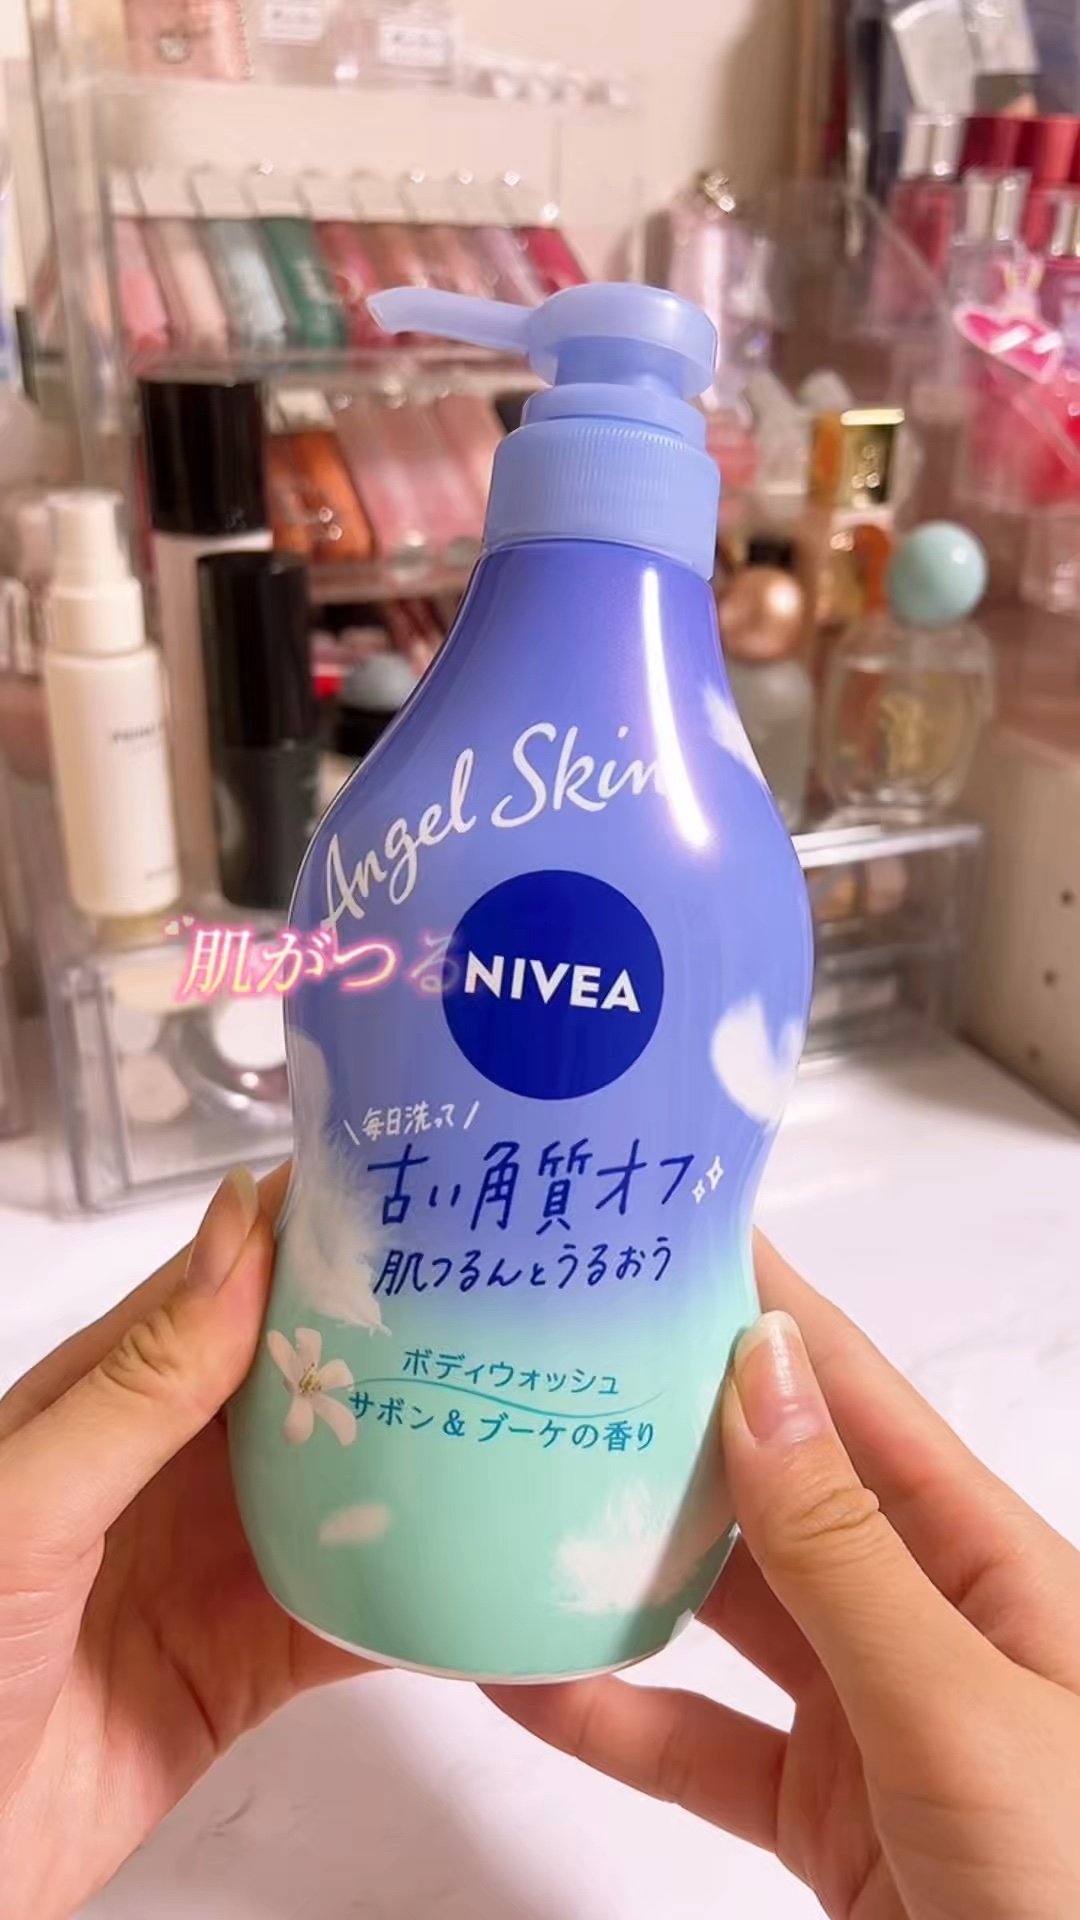 Angel Skin
肌がつる
NIVEA
毎日洗って
古い角質オフ
肌つるんとうるおう
ボディウォッシュ
サボン & ブーケの香り